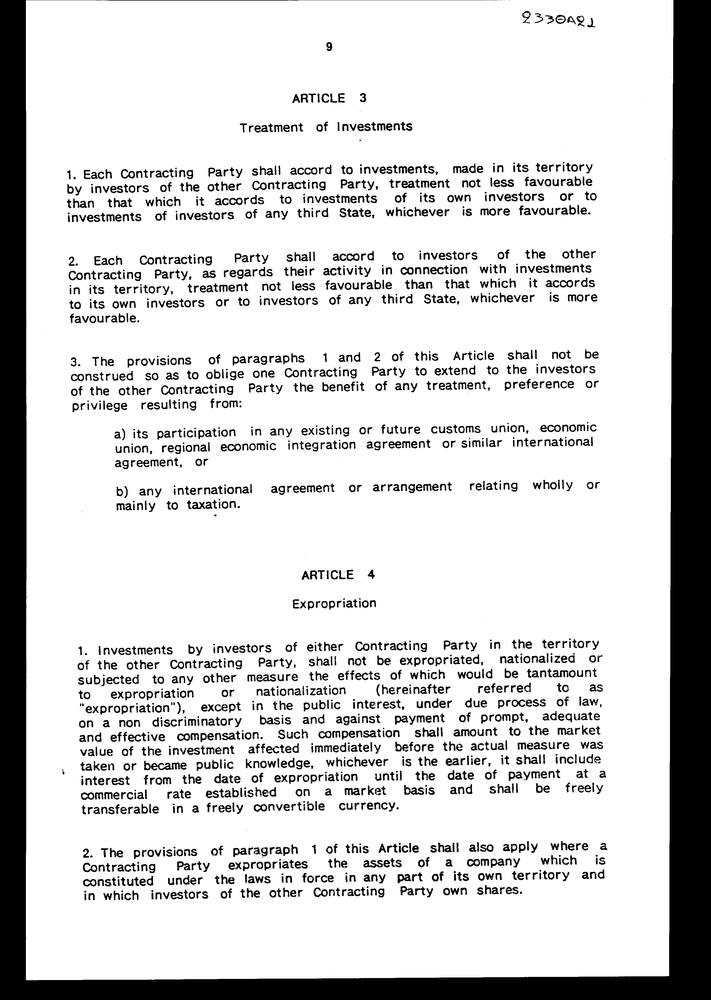 2330A21
9
ARTICLE 3
Treatment of Investments
1. Each Contracting Party shall accord to investments, made in its territory
by investors of the other Contracting Party, treatment not less favourable
than that which it accords to investments of its own investors or to
investments of investors of any third State, whichever is more favourable.
2. Each Contracting Party shall accord to investors of the other
Contracting Party, as regards their activity in connection with investments
in its territory, treatment not less favourable than that which it accords
to its own investors or to investors of any third State, whichever is more
favourable.
3. The provisions of paragraphs 1 and 2 of this Article shall not be
construed so as to oblige one Contracting Party to extend to the investors
of the other Contracting Party the benefit of any treatment, preference or
privilege resulting from:
a) its participation in any existing or future customs union, economic
union, regional economic integration agreement or similar international
agreement, or
b) any international agreement or arrangement relating wholly or
mainly to taxation.
ARTICLE 4
Expropriation
1. Investments by investors of either Contracting Party in the territory
of the other Contracting Party, shall not be expropriated, nationalized or
subjected to any other measure the effects of which would be tantamount
to expropriation or nationalization (hereinafter referred to as
"expropriation"), except in the public interest, under due process of law,
on a non discriminatory basis and against payment of prompt, adequate
and effective compensation. Such compensation shall amount to the market
value of the investment affected immediately before the actual measure was
taken or became public knowledge, whichever is the earlier, it shall include
interest from the date of expropriation until the date of payment at a
commercial rate established on a market basis and shall be freely
transferable in a freely convertible currency.
2. The provisions of paragraph 1 of this Article shall also apply where a
Contracting Party expropriates the assets of a company which is
constituted under the laws in force in any part of its own territory and
in which investors of the other Contracting Party own shares.